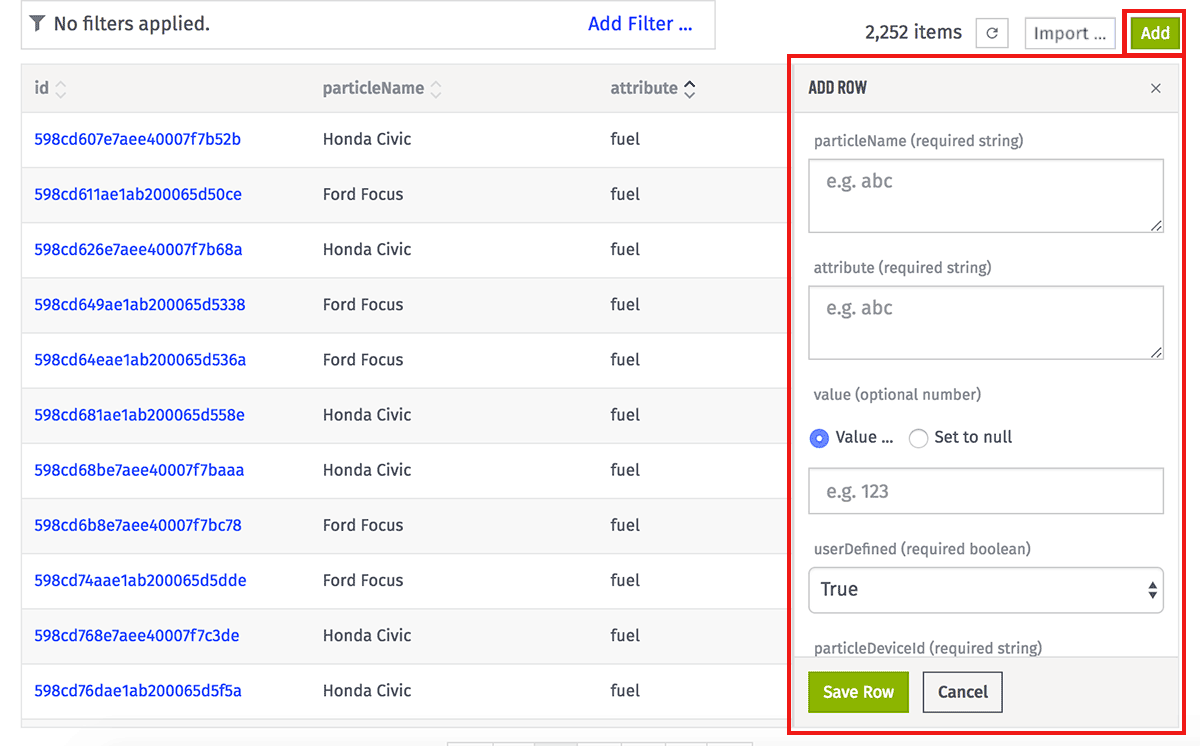 No filters applied. Add Filter ... 2,252 items Import ... Add
id particleName attribute
598cd607e7aee40007f7b52b Honda Civic fuel
598cd611ae1ab200065d50ce Ford Focus fuel
598cd626e7aee40007f7b68a Honda Civic fuel
598cd649ae1ab200065d5338 Ford Focus fuel
598cd64eae1ab200065d536a Ford Focus fuel
598cd681ae1ab200065d558e Honda Civic fuel
598cd68be7aee40007f7baaa Honda Civic fuel
598cd6b8e7aee40007f7bc78 Ford Focus fuel
598cd74aae1ab200065d5dde Ford Focus fuel
598cd768e7aee40007f7c3de Honda Civic fuel
598cd76dae1ab200065d5f5a Honda Civic fuel
ADD ROW
particleName (required string)
e.g. abc
attribute (required string)
e.g. abc
value (optional number)
Value ... Set to null
e.g. 123
userDefined (required boolean)
True
particleDeviceId (required string)
Save Row Cancel